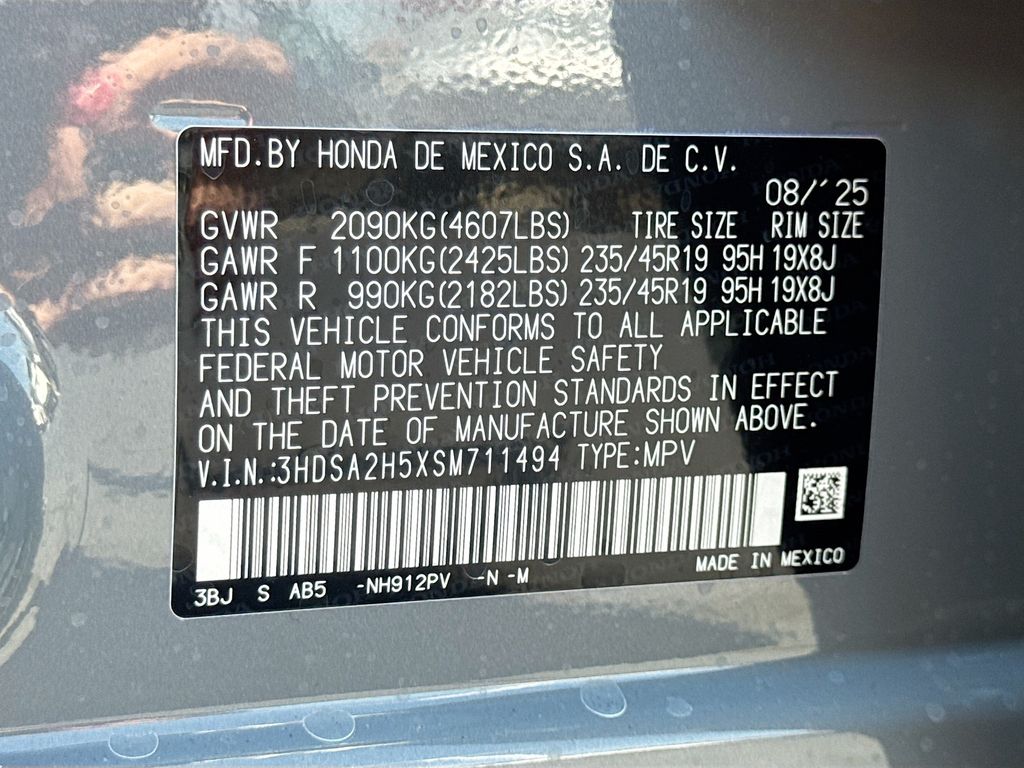 MFD.BY HONDA DE MEXICO S.A. DE C.V.
08/'25
GVWR 2090KG(4607LBS) TIRE SIZE RIM SIZE
GAWR F 1100KG(2425LBS) 235/45R19 95H 19X8J
GAWR R 990KG(2182LBS) 235/45R19 95H 19X8J
THIS VEHICLE CONFORMS TO ALL APPLICABLE
FEDERAL MOTOR VEHICLE SAFETY
AND THEFT PREVENTION STANDARDS IN EFFECT
ON THE DATE OF MANUFACTURE SHOWN ABOVE.
V.I.N.:3HDSA2H5XSM711494 TYPE:MPV
MADE IN MEXICO
3BJ S AB5 -NH912PV -N -M